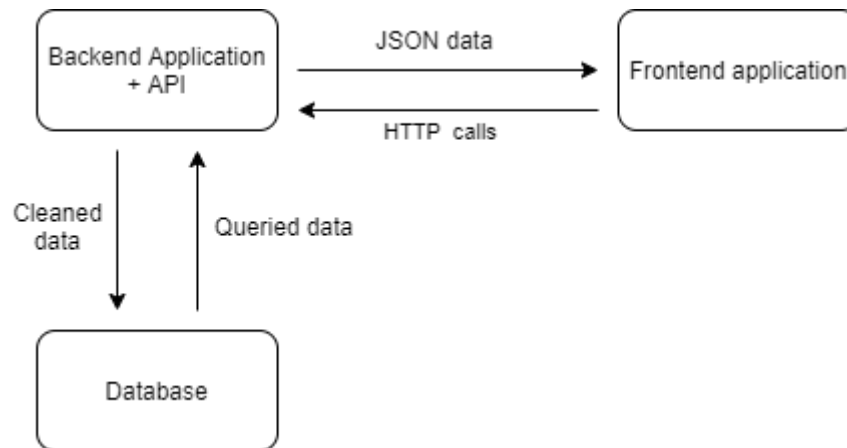 Backend Application
+ API
JSON data
Frontend application
HTTP calls
Cleaned
data
Queried data
Database